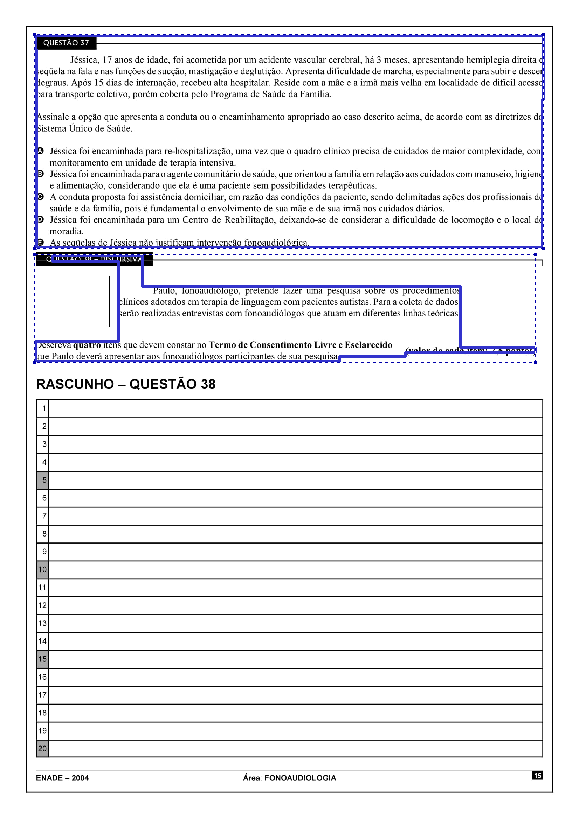 QUESTÃO 37
Jéssica, 17 anos de idade, foi acometida por um acidente vascular cerebral, há 3 meses, apresentando hemiplegia direita e
seqüela na fala e nas funções de sucção, mastigação e deglutição. Apresenta dificuldade de marcha, especialmente para subir e descer
degraus. Após 15 dias de internação, recebeu alta hospitalar. Reside com a mãe e a irmã mais velha em localidade de difícil acesso
para transporte coletivo, porém coberta pelo Programa de Saúde da Família.
Assinale a opção que apresenta a conduta ou o encaminhamento apropriado ao caso descrito acima, de acordo com as diretrizes do
Sistema Único de Saúde.
A Jéssica foi encaminhada para re-hospitalização, uma vez que o quadro clínico precisa de cuidados de maior complexidade, com
monitoramento em unidade de terapia intensiva.
B Jéssica foi encaminhada para o agente comunitário de saúde, que orientou a família em relação aos cuidados com manuseio, higiene
e alimentação, considerando que ela é uma paciente sem possibilidades terapêuticas.
C A conduta proposta foi assistência domiciliar, em razão das condições da paciente, sendo delimitadas ações dos profissionais de
saúde e da família, pois é fundamental o envolvimento de sua mãe e de sua irmã nos cuidados diários.
D Jéssica foi encaminhada para um Centro de Reabilitação, deixando-se de considerar a dificuldade de locomoção e o local de
moradia.
E As seqüelas de Jéssica não justificam intervenção fonoaudiológica.
QUESTÃO 38 – DISCURSIVA
Paulo, fonoaudiólogo, pretende fazer uma pesquisa sobre os procedimentos
clínicos adotados em terapia de linguagem com pacientes autistas. Para a coleta de dados,
serão realizadas entrevistas com fonoaudiólogos que atuam em diferentes linhas teóricas.
Descreva quatro itens que devem constar no Termo de Consentimento Livre e Esclarecido
que Paulo deverá apresentar aos fonoaudiólogos participantes de sua pesquisa.
RASCUNHO – QUESTÃO 38
1
2
3
4
5
6
7
8
9
10
11
12
13
14
15
16
17
18
19
20
ENADE – 2004 Área: FONOAUDIOLOGIA 15